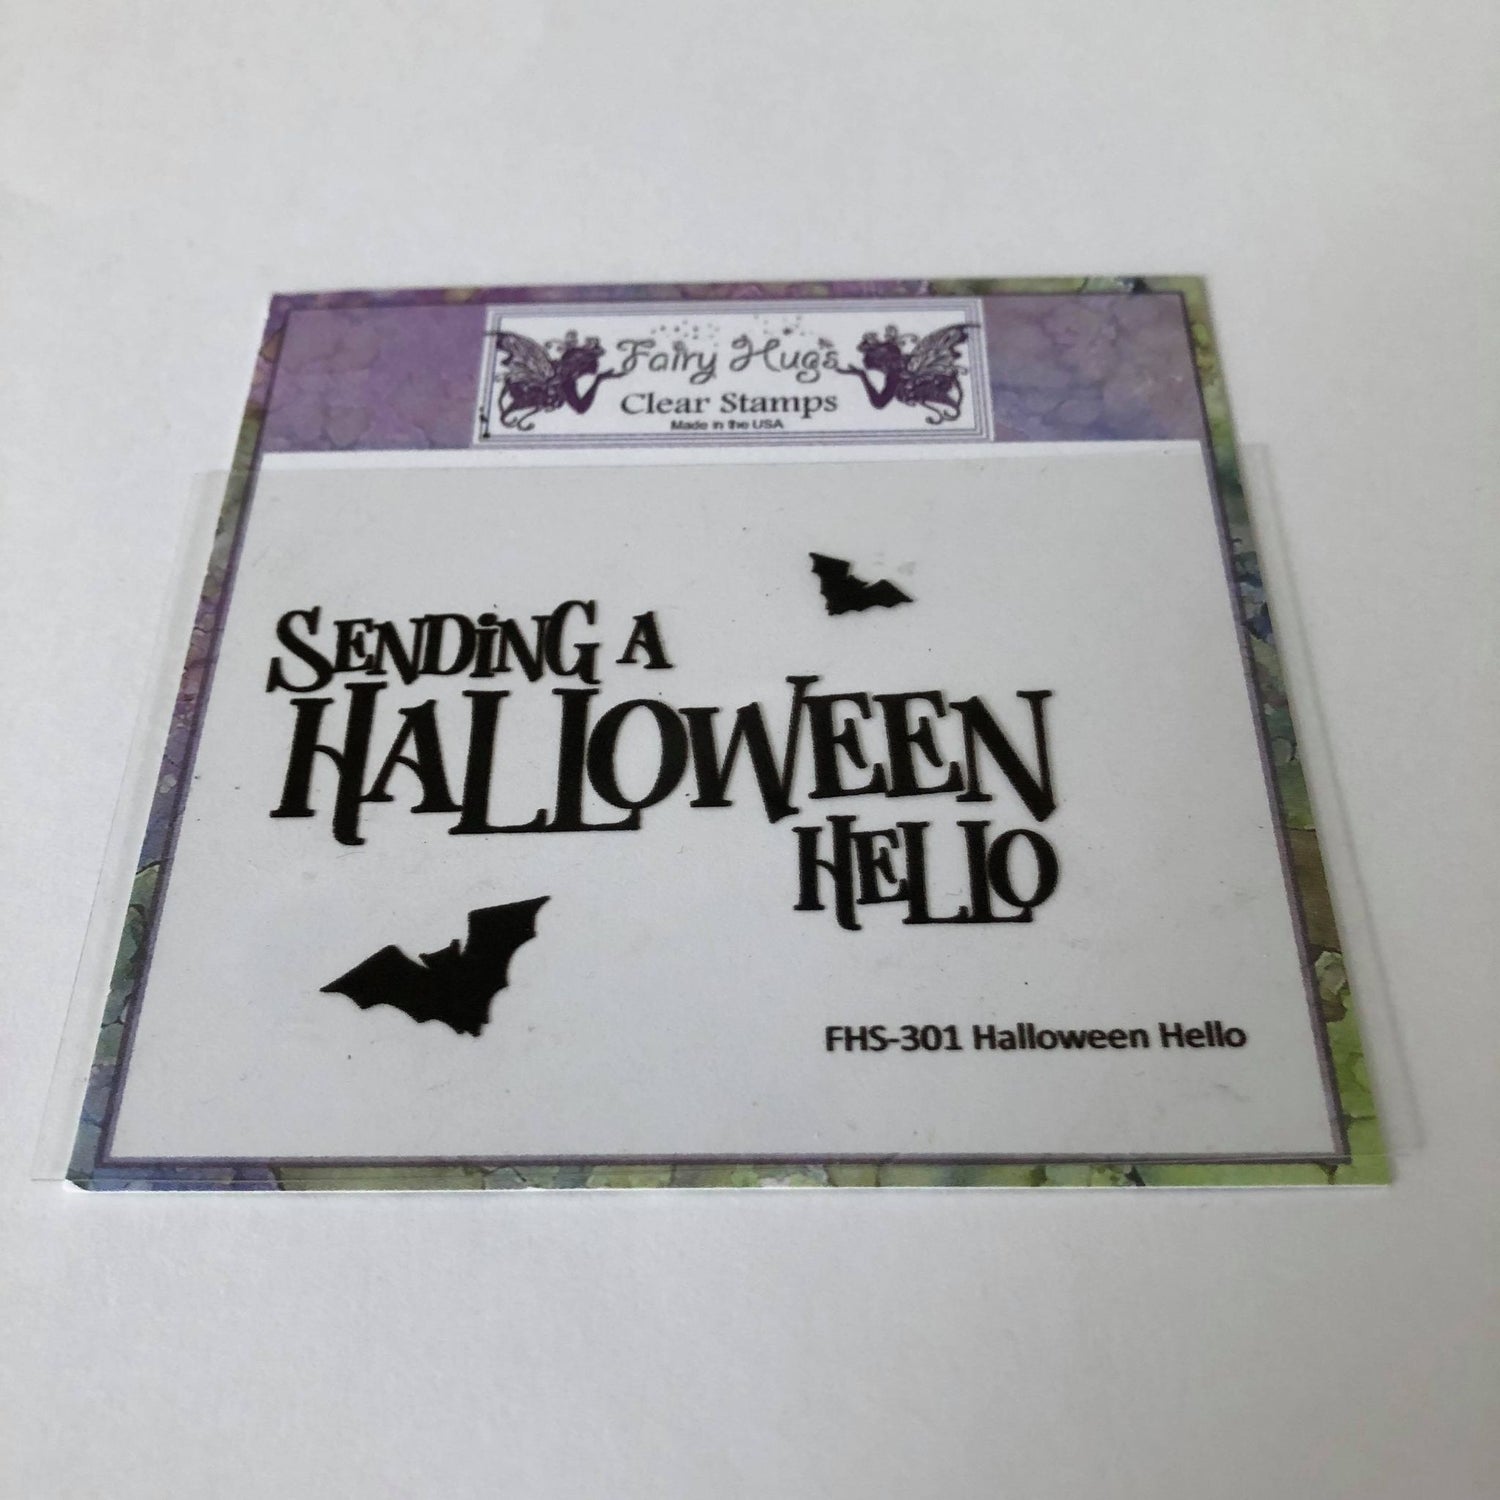 Fairy Hugs
Clear Stamps
Made in the USA
SENDiNG A
HALLOWEEN
HELLO
FHS-301 Halloween Hello